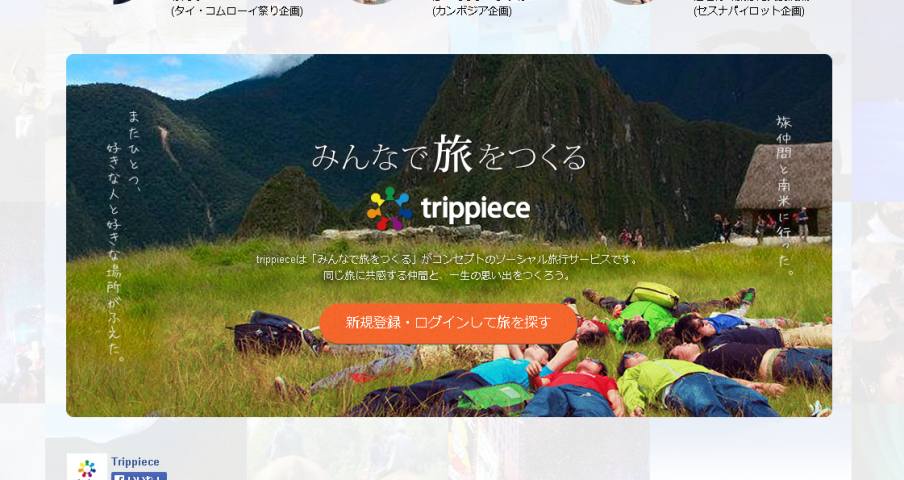 (タイ・コムローイ祭り企画)
(カンボジア企画)
(セスナパイロット企画)
旅仲間と南米に行った。
またひとつ、
好きな人と好きな場所がふえた。
みんなで旅をつくる
trippiece
trippieceは「みんなで旅をつくる」がコンセプトのソーシャル旅行サービスです。
同じ旅に共感する仲間と、一生の思い出をつくろう。
新規登録・ログインして旅を探す
Trippiece